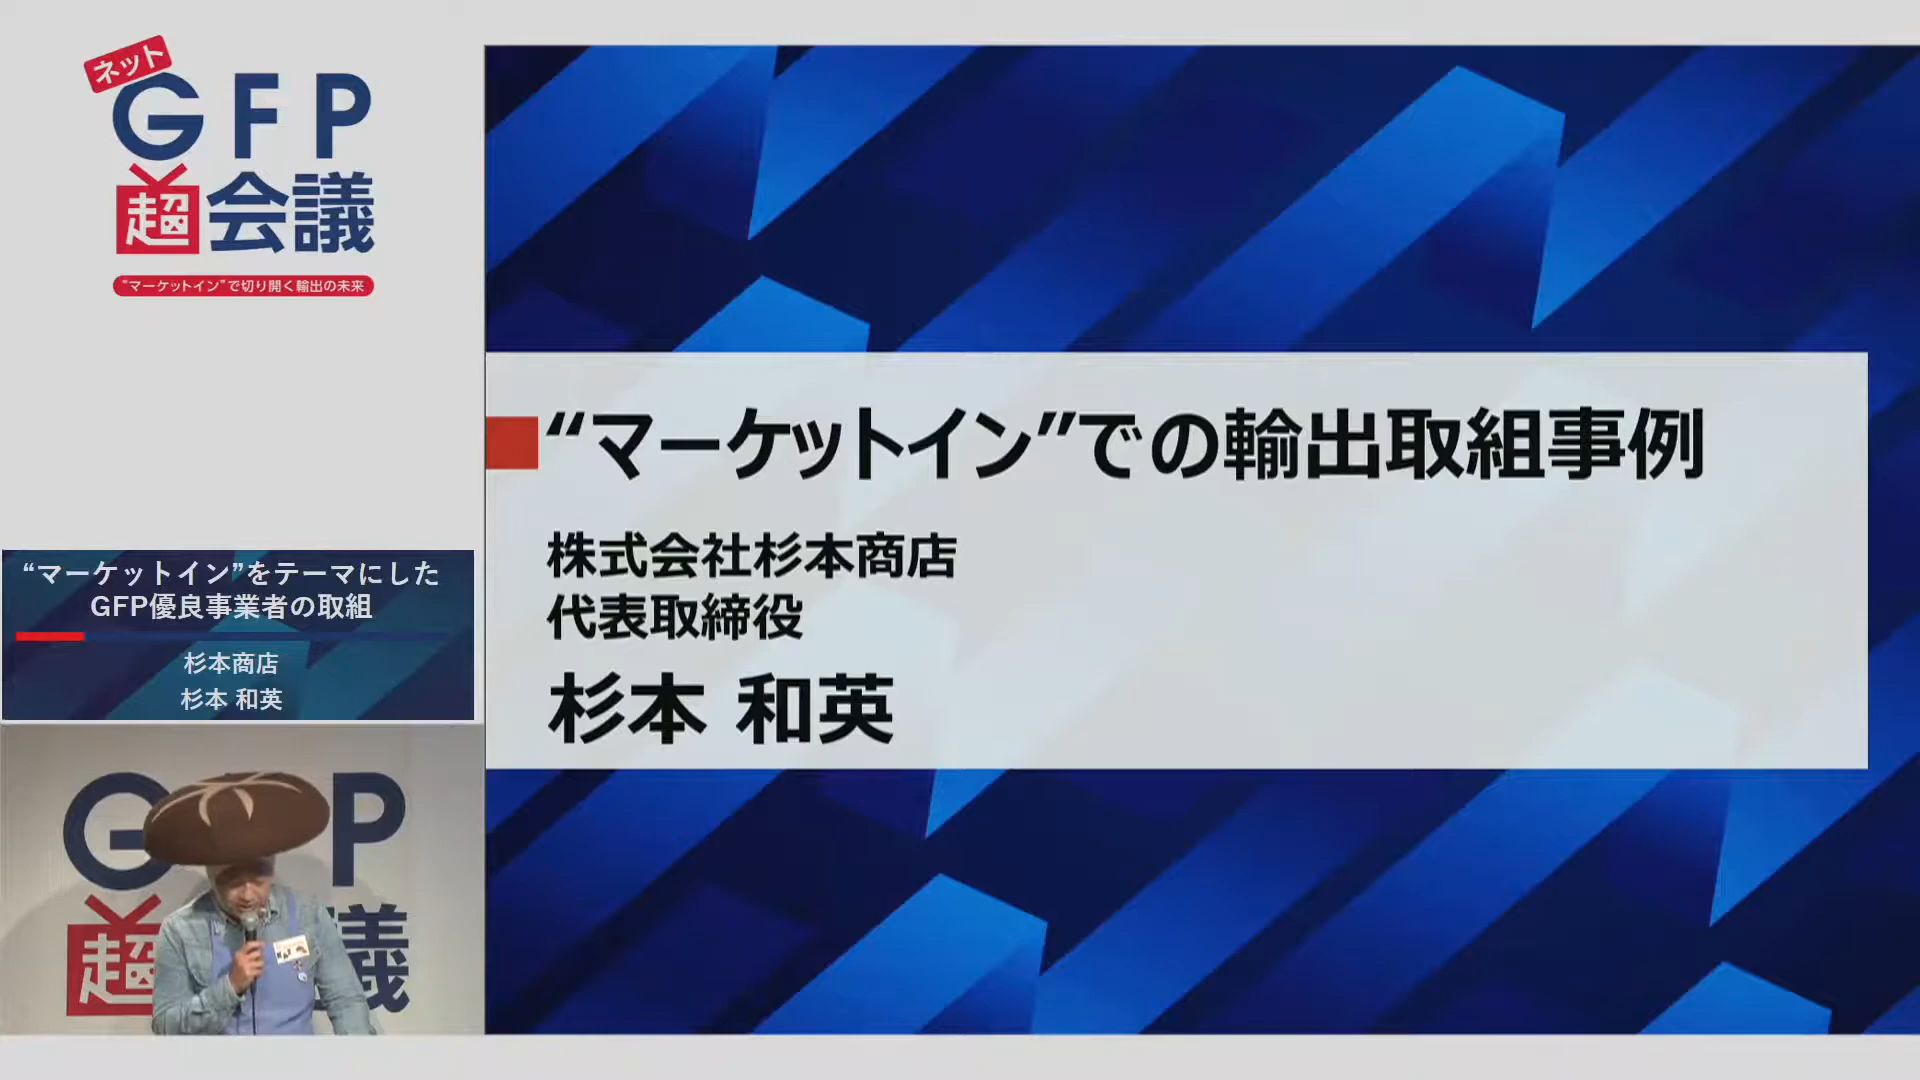 ネット
GFP
超会議
“マーケットイン”で切り開く輸出の未来
“マーケットイン”での輸出取組事例
株式会社杉本商店
代表取締役
杉本 和英
“マーケットイン”をテーマにした
GFP優良事業者の取組
杉本商店
杉本 和英
G P
超 議